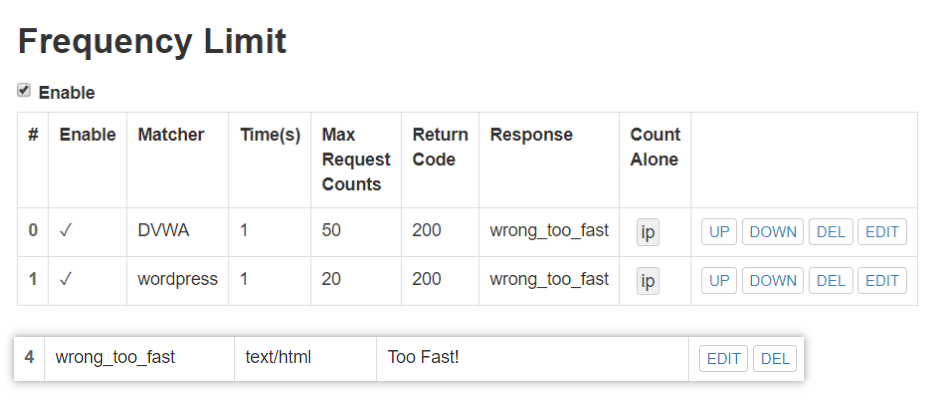 Frequency Limit
Enable
# Enable Matcher Time(s) Max Request Counts Return Code Response Count Alone
0 ✓ DVWA 1 50 200 wrong_too_fast ip UP DOWN DEL EDIT
1 ✓ wordpress 1 20 200 wrong_too_fast ip UP DOWN DEL EDIT
4 wrong_too_fast text/html Too Fast! EDIT DEL